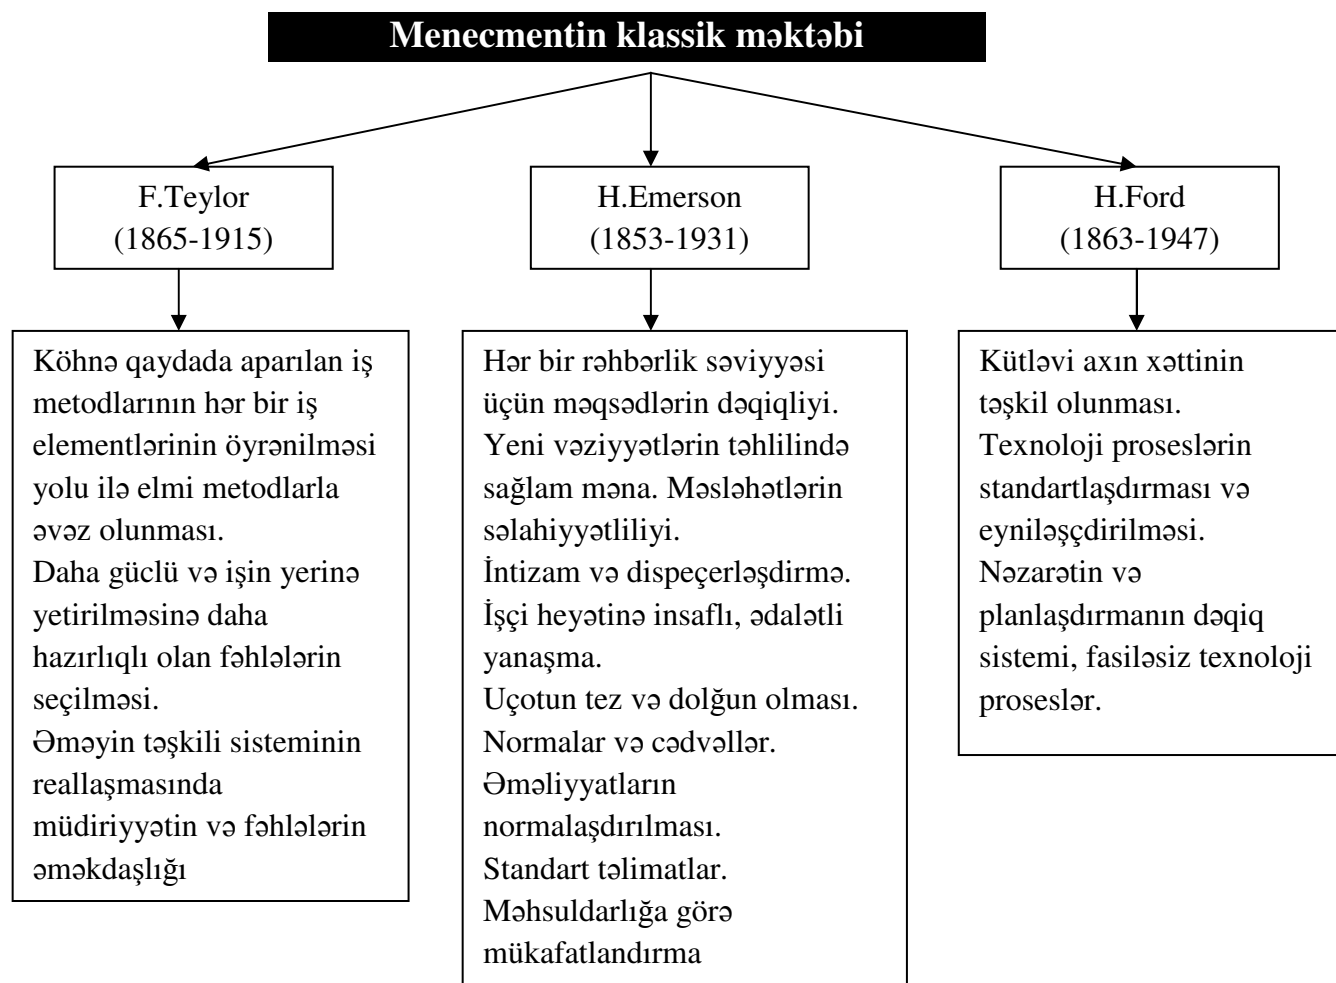 Menecmentin klassik məktəbi
F.Teylor
(1865-1915)
H.Emerson
(1853-1931)
H.Ford
(1863-1947)
Köhnə qaydada aparılan iş
metodlarının hər bir iş
elementlərinin öyrənilməsi
yolu ilə elmi metodlarla
əvəz olunması.
Daha güclü və işin yerinə
yetirilməsinə daha
hazırlıqlı olan fəhlələrin
seçilməsi.
Əməyin təşkili sisteminin
reallaşmasında
müdiriyyətin və fəhlələrin
əməkdaşlığı
Hər bir rəhbərlik səviyyəsi
üçün məqsədlərin dəqiqliyi.
Yeni vəziyyətlərin təhlilində
sağlam məna. Məsləhətlərin
səlahiyyətliliyi.
İntizam və dispeçerləşdirmə.
İşçi heyətinə insaflı, ədalətli
yanaşma.
Uçotun tez və dolğun olması.
Normalar və cədvəllər.
Əməliyyatların
normalaşdırılması.
Standart təlimatlar.
Məhsuldarlığa görə
mükafatlandırma
Kütləvi axın xəttinin
təşkil olunması.
Texnoloji proseslərin
standartlaşdırması və
eyniləşçdirilməsi.
Nəzarətin və
planlaşdırmanın dəqiq
sistemi, fasiləsiz texnoloji
proseslər.